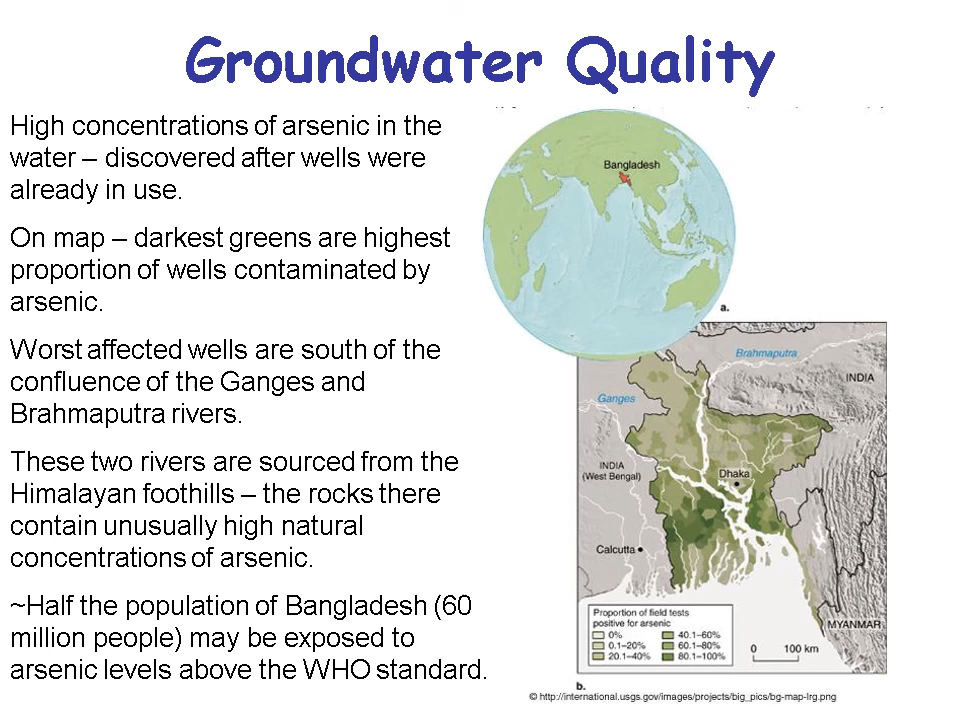 Groundwater Quality
High concentrations of arsenic in the
water – discovered after wells were
already in use.
On map – darkest greens are highest
proportion of wells contaminated by
arsenic.
Worst affected wells are south of the
confluence of the Ganges and
Brahmaputra rivers.
These two rivers are sourced from the
Himalayan foothills – the rocks there
contain unusually high natural
concentrations of arsenic.
~Half the population of Bangladesh (60
million people) may be exposed to
arsenic levels above the WHO standard.
Bangladesh
a.
Brahmaputra
INDIA
Ganges
INDIA
(West Bengal)
Dhaka
Calcutta
MYANMAR
Proportion of field tests
positive for arsenic
0% 40.1–60%
0.1–20% 60.1–80%
20.1–40% 80.1–100%
0 100 km
b.
© http://international.usgs.gov/images/projects/big_pics/bg-map-lrg.png